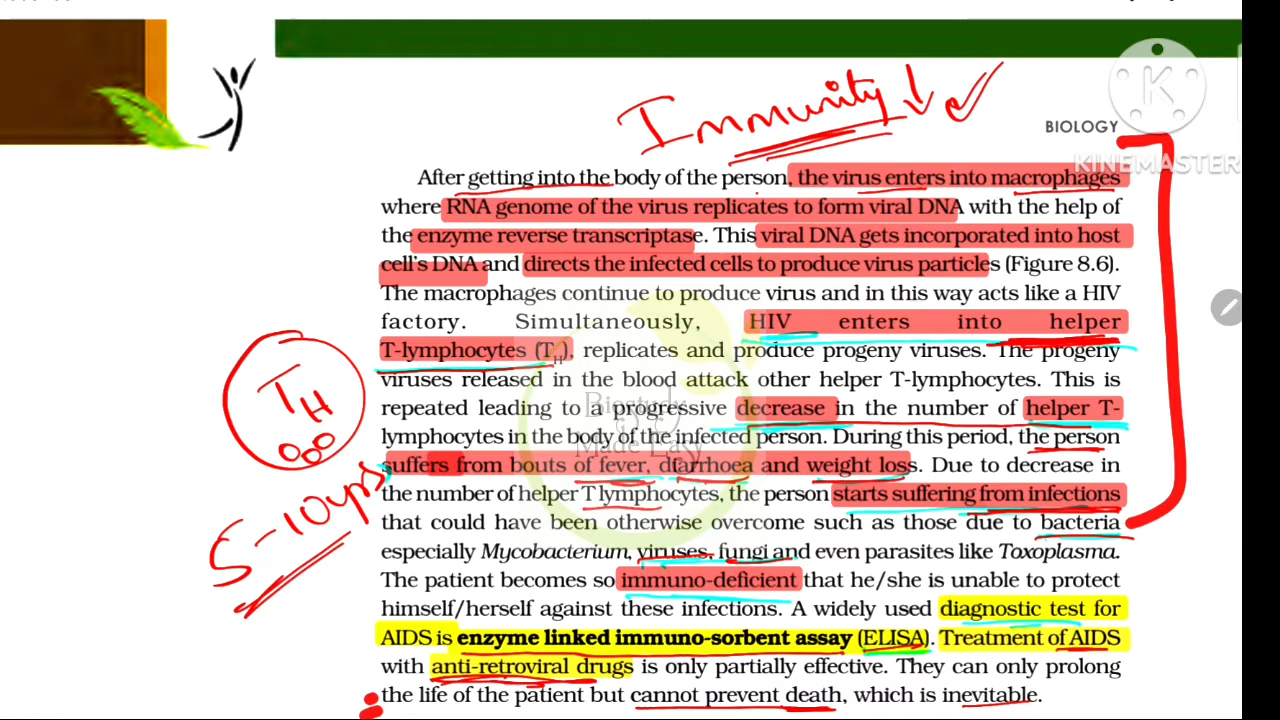 Immunity ↓ ✓
BIOLOGY
KINEMASTER
After getting into the body of the person, the virus enters into macrophages
where RNA genome of the virus replicates to form viral DNA with the help of
the enzyme reverse transcriptase. This viral DNA gets incorporated into host
cell's DNA and directs the infected cells to produce virus particles (Figure 8.6).
The macrophages continue to produce virus and in this way acts like a HIV
factory. Simultaneously, HIV enters into helper
T-lymphocytes (TH), replicates and produce progeny viruses. The progeny
viruses released in the blood attack other helper T-lymphocytes. This is
repeated leading to a progressive decrease in the number of helper T-
lymphocytes in the body of the infected person. During this period, the person
suffers from bouts of fever, diarrhoea and weight loss. Due to decrease in
the number of helper T lymphocytes, the person starts suffering from infections
that could have been otherwise overcome such as those due to bacteria
especially Mycobacterium, viruses, fungi and even parasites like Toxoplasma.
The patient becomes so immuno-deficient that he/she is unable to protect
himself/herself against these infections. A widely used diagnostic test for
AIDS is enzyme linked immuno-sorbent assay (ELISA). Treatment of AIDS
with anti-retroviral drugs is only partially effective. They can only prolong
the life of the patient but cannot prevent death, which is inevitable.
TH
5-10yrs
Biostudy
Made Easy